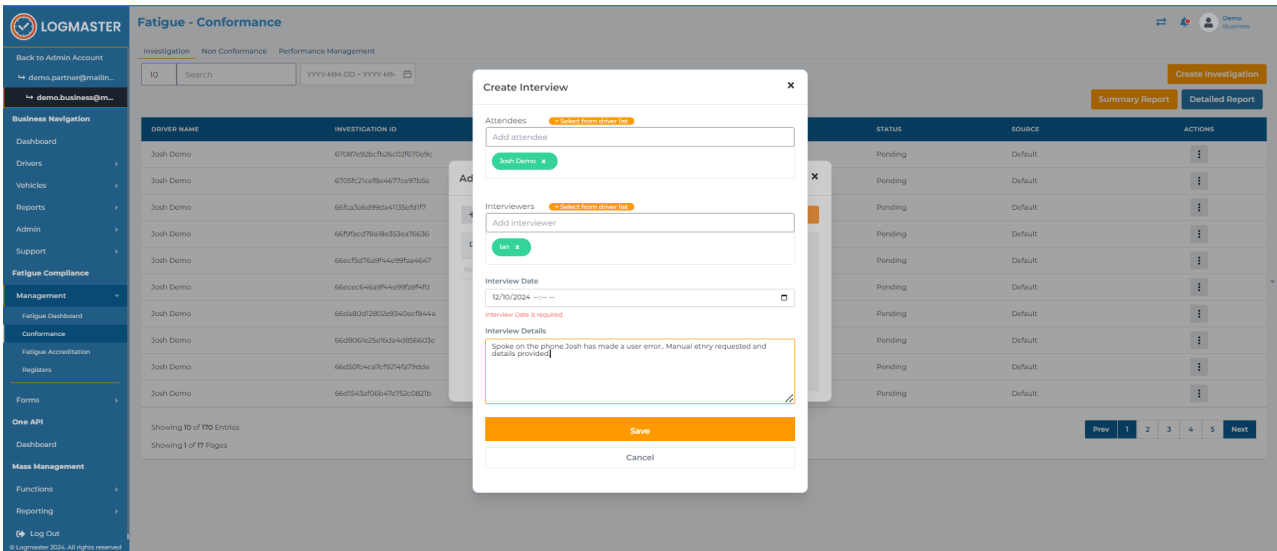 LOGMASTER
Fatigue - Conformance
Demo
Business
Back to Admin Account
demo.partner@mailin...
demo.business@m...
Business Navigation
Dashboard
Drivers
Vehicles
Reports
Admin
Support
Fatigue Compliance
Management
Fatigue Dashboard
Conformance
Fatigue Accreditation
Registers
Forms
One API
Dashboard
Mass Management
Functions
Reporting
Log Out
© Logmaster 2024. All rights reserved
Investigation Non Conformance Performance Management
10 Search YYYY-MM-DD ~ YYYY-MM
Create Investigation
Summary Report Detailed Report
DRIVER NAME INVESTIGATION ID STATUS SOURCE ACTIONS
Josh Demo 67087e92bcfb26c02f670e9c Pending Default
Josh Demo 6705fc21cef8e4677ce97b5e Pending Default
Josh Demo 66fca3a6d99da41135efd1f7 Pending Default
Josh Demo 66f9facd78a18e353ea76636 Pending Default
Josh Demo 66ecf5d76a9f44e99faa4647 Pending Default
Josh Demo 66ecec646a9f44e99fa9f4fd Pending Default
Josh Demo 66da80d12802e9340ecf844a Pending Default
Josh Demo 66d8061e25e16da4d856603e Pending Default
Josh Demo 66d50fc4ca7cf9214fa79dde Pending Default
Josh Demo 66d1543af06b47e752c0821b Pending Default
Showing 10 of 170 Entries
Showing 1 of 17 Pages
Prev 1 2 3 4 5 Next
Ad
Create Interview
Attendees + Select from driver list
Add attendee
Josh Demo x
Interviewers + Select from driver list
Add interviewer
Ian x
Interview Date
12/10/2024 --:-- --
Interview Date is required.
Interview Details
Spoke on the phone Josh has made a user error.. Manual etnry requested and
details provided.
Save
Cancel